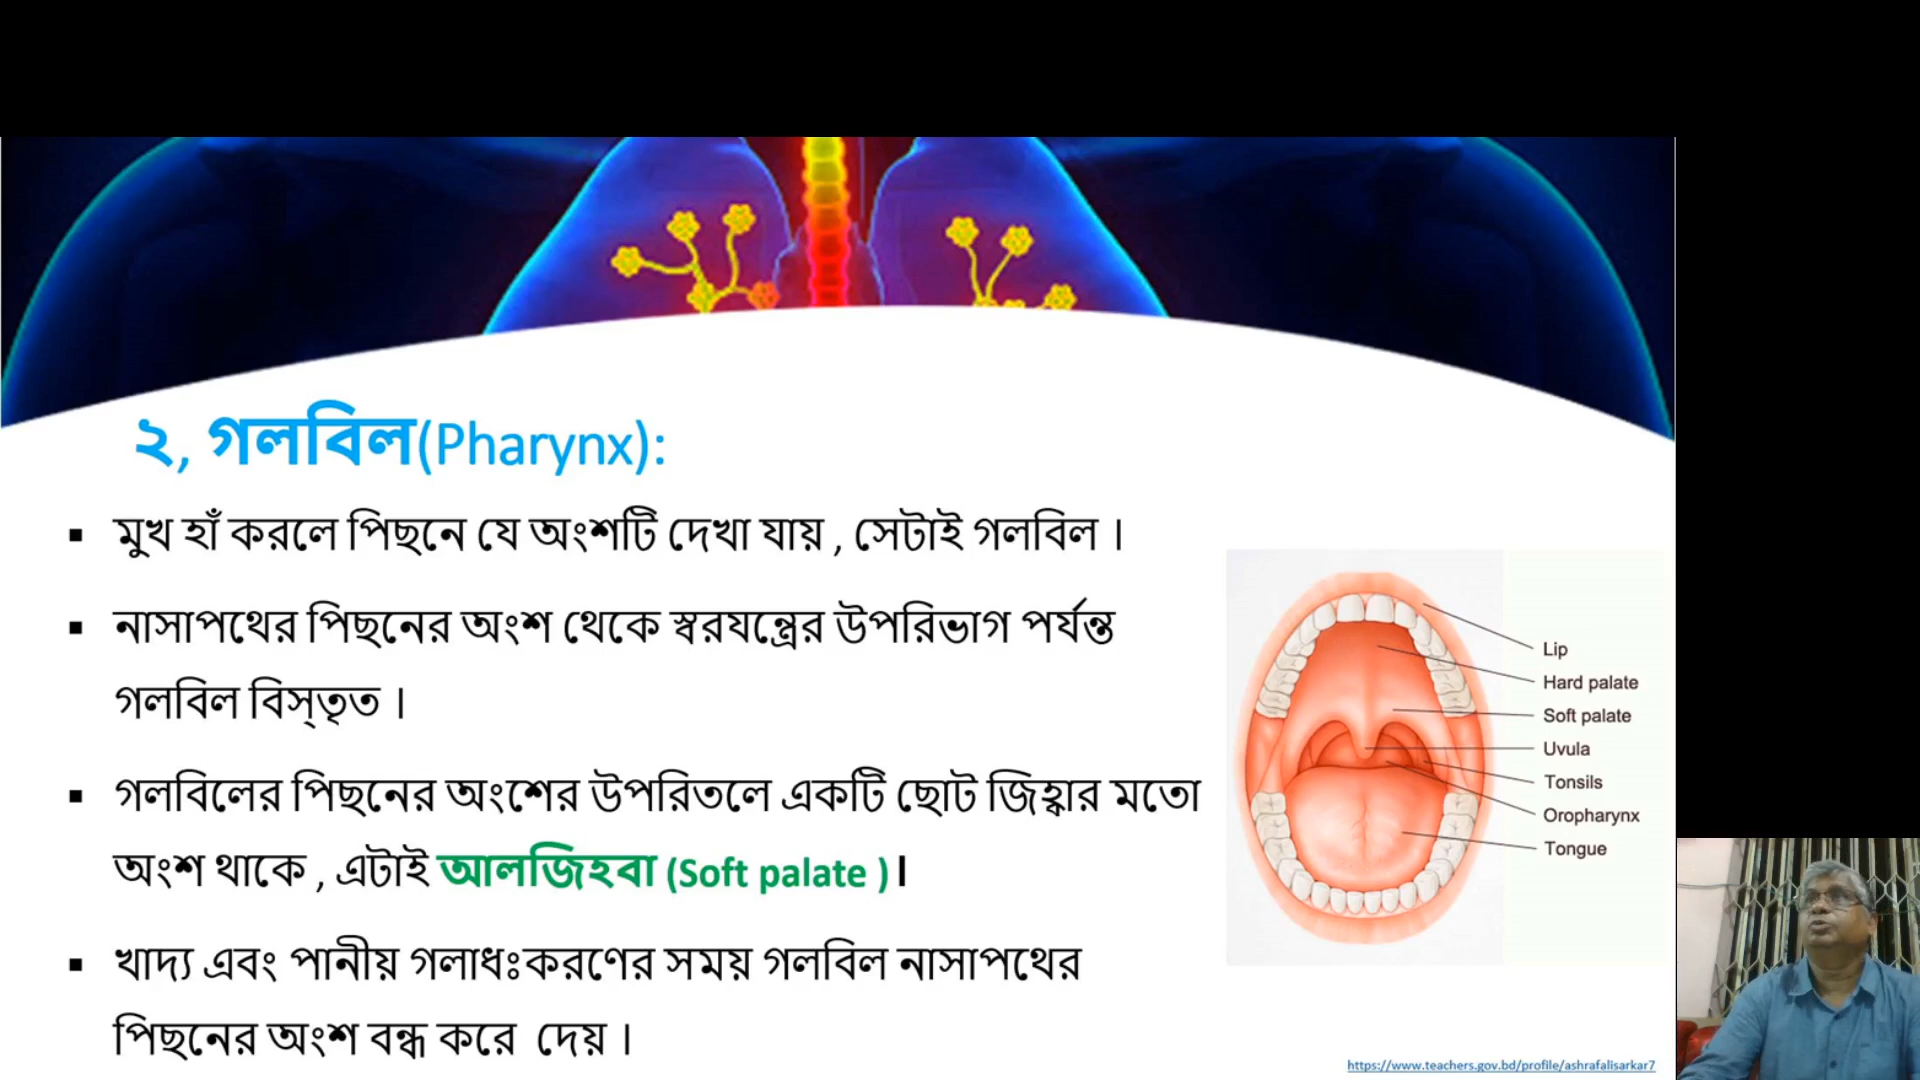 ২, গলবিল(Pharynx):
▪ মুখ হাঁ করলে পিছনে যে অংশটি দেখা যায় , সেটাই গলবিল ।
▪ নাসাপথের পিছনের অংশ থেকে স্বরযন্ত্রের উপরিভাগ পর্যন্ত
গলবিল বিস্তৃত ।
▪ গলবিলের পিছনের অংশের উপরিতলে একটি ছোট জিহ্বার মতো
অংশ থাকে , এটাই আলজিহবা (Soft palate )।
▪ খাদ্য এবং পানীয় গলাধঃকরণের সময় গলবিল নাসাপথের
পিছনের অংশ বন্ধ করে দেয় ।
Lip
Hard palate
Soft palate
Uvula
Tonsils
Oropharynx
Tongue
https://www.teachers.gov.bd/profile/ashrafalisarkar7